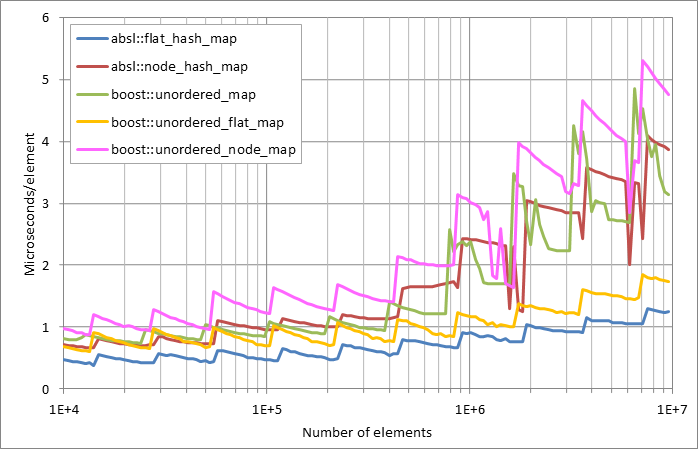 6
5
4
3
2
1
0
Microseconds/element
absl::flat_hash_map
absl::node_hash_map
boost::unordered_map
boost::unordered_flat_map
boost::unordered_node_map
1E+4 1E+5 1E+6 1E+7
Number of elements